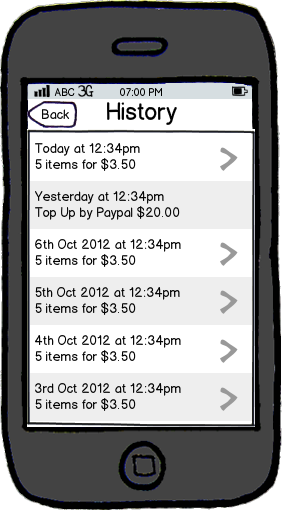 ABC 3G 07:00 PM
Back History
Today at 12:34pm
5 items for $3.50
Yesterday at 12:34pm
Top Up by Paypal $20.00
6th Oct 2012 at 12:34pm
5 items for $3.50
5th Oct 2012 at 12:34pm
5 items for $3.50
4th Oct 2012 at 12:34pm
5 items for $3.50
3rd Oct 2012 at 12:34pm
5 items for $3.50